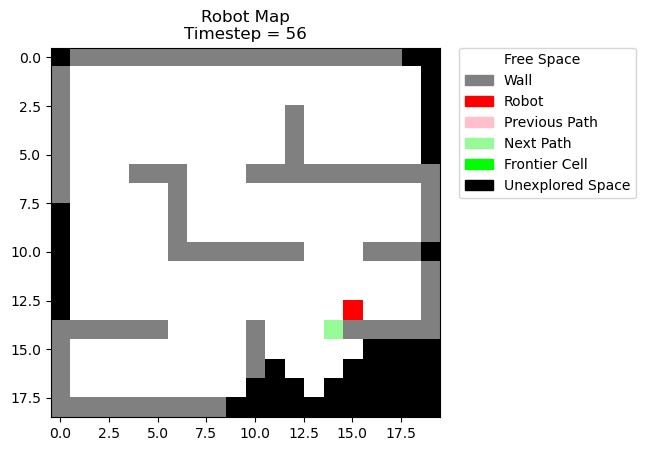 Robot Map
Timestep = 56
0.0
2.5
5.0
7.5
10.0
12.5
15.0
17.5
0.0
2.5
5.0
7.5
10.0
12.5
15.0
17.5
Free Space
Wall
Robot
Previous Path
Next Path
Frontier Cell
Unexplored Space